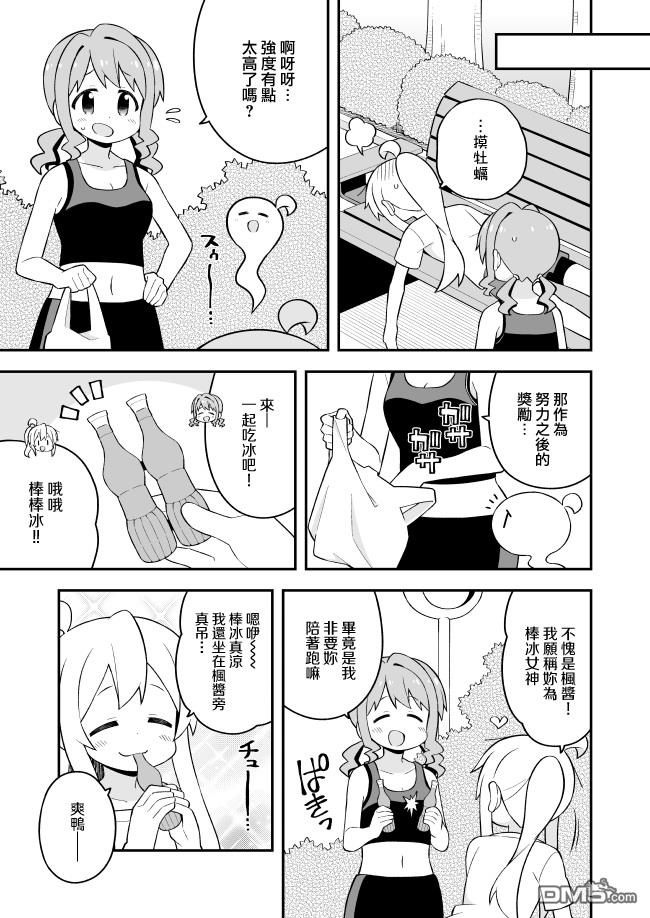 …摸牡蠣
啊呀呀…
強度有點
太高了嗎？
スゥー…
那作為
努力之後的
獎勵…
ガサ
ガサ
來—
一起吃冰吧！
哦哦
棒棒冰!!
不愧是楓醬！
我願稱妳為
棒冰女神
畢竟是我
非要妳
陪著跑嘛
ぱきっ
嗯咿~~
棒冰真涼
我還坐在楓醬旁
真吊…
チュー…
爽鴨—
DM5.com